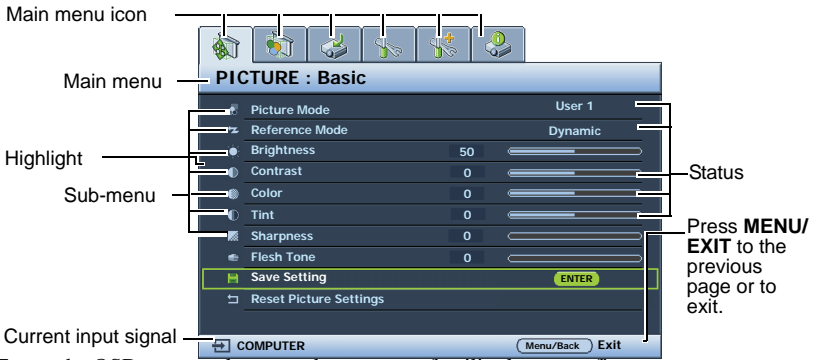 Main menu icon
Main menu
PICTURE : Basic
Picture Mode User 1
Reference Mode Dynamic
Brightness 50
Contrast 0
Color 0
Tint 0
Sharpness 0
Flesh Tone 0
Save Setting ENTER
Reset Picture Settings
Highlight
Sub-menu
Status
Press MENU/
EXIT to the
previous
page or to
exit.
Current input signal
COMPUTER Menu/Back Exit